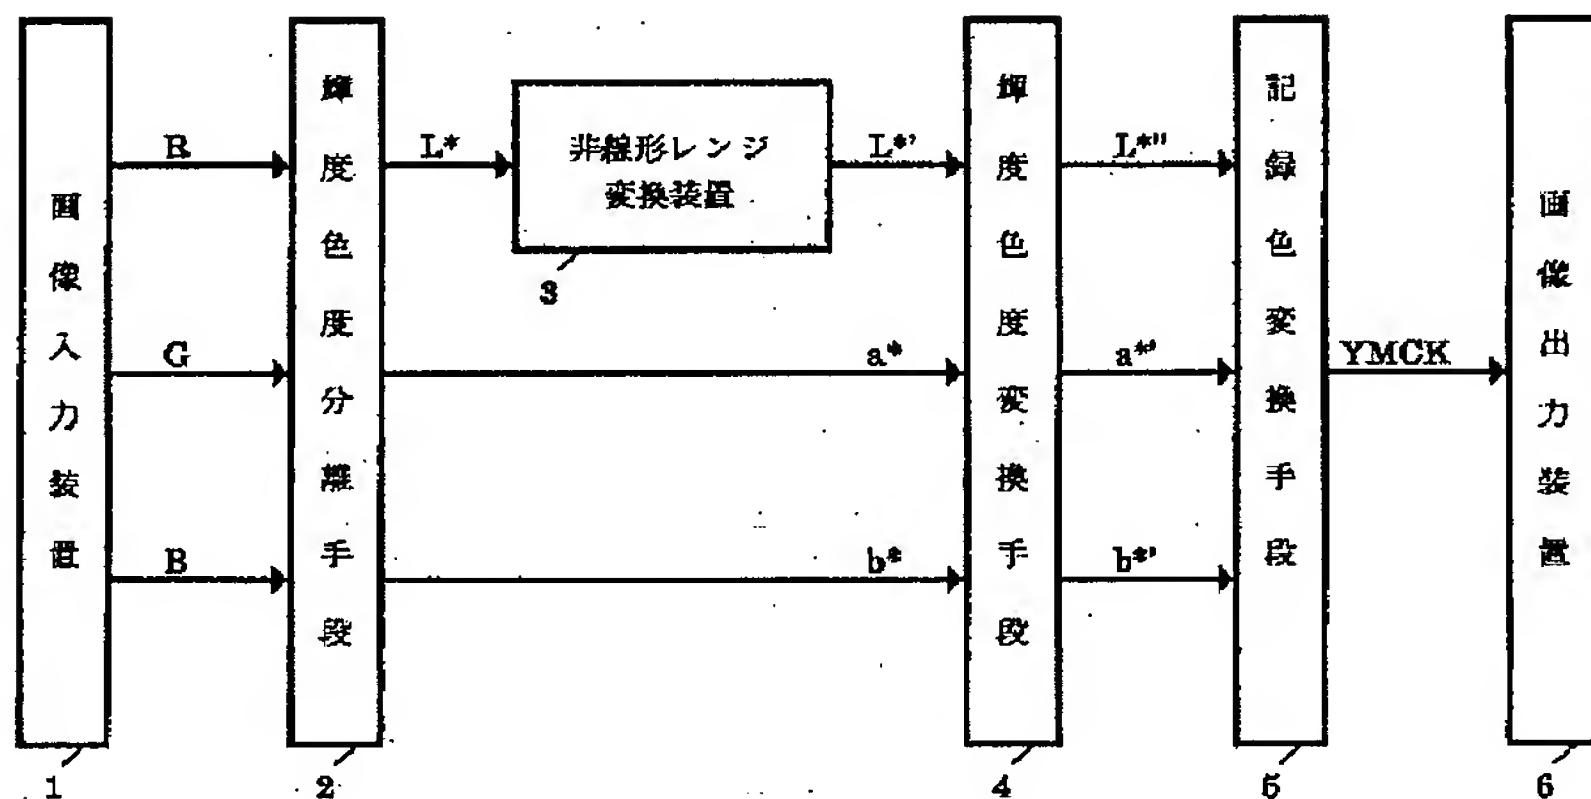 画像入力装置
R
G
B
輝度色度分離手段
L*
非線形レンジ
変換装置
L*'
a*
b*
輝度色度変換手段
L*''
a*'
b*'
記録色変換手段
YMCK
画像出力装置
1
2
3
4
5
6